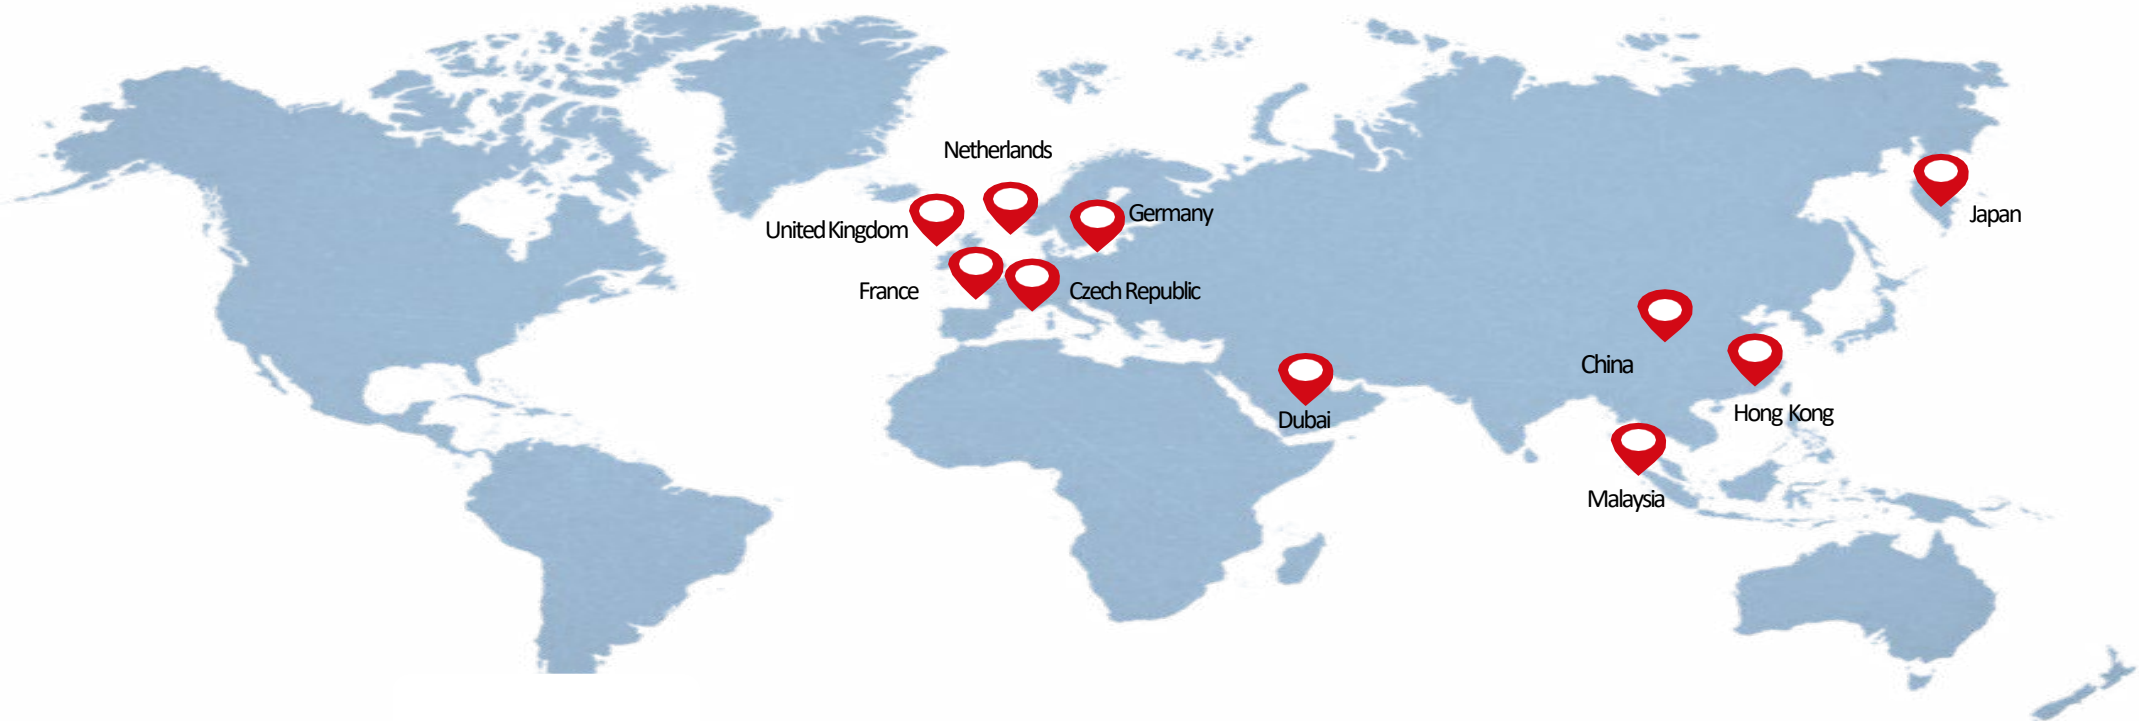 Netherlands
United Kingdom
Germany
Japan
France
Czech Republic
China
Dubai
Hong Kong
Malaysia